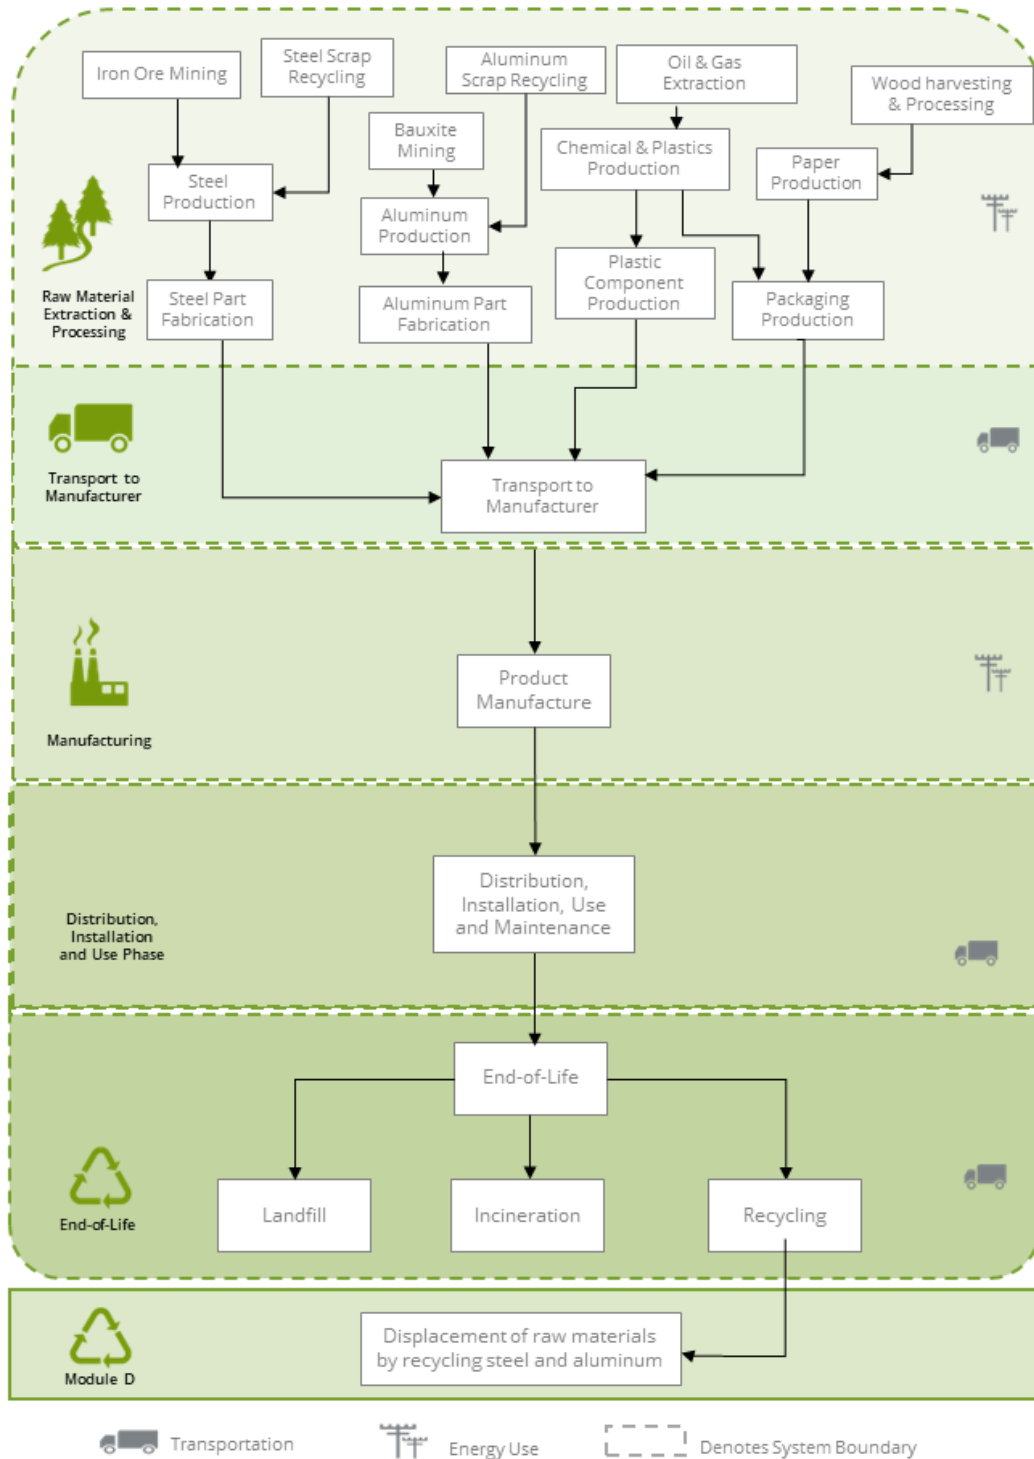 Iron Ore Mining
Steel Scrap
Recycling
Aluminum
Scrap Recycling
Oil & Gas
Extraction
Wood harvesting
& Processing
Bauxite
Mining
Chemical & Plastics
Production
Paper
Production
Steel
Production
Aluminum
Production
Plastic
Component
Production
Packaging
Production
Steel Part
Fabrication
Aluminum Part
Fabrication
Raw Material
Extraction &
Processing
Transport to
Manufacturer
Transport to
Manufacturer
Product
Manufacture
Manufacturing
Distribution,
Installation, Use
and Maintenance
Distribution,
Installation
and Use Phase
End-of-Life
Landfill
Incineration
Recycling
End-of-Life
Displacement of raw materials
by recycling steel and aluminum
Module D
Transportation
Energy Use
Denotes System Boundary